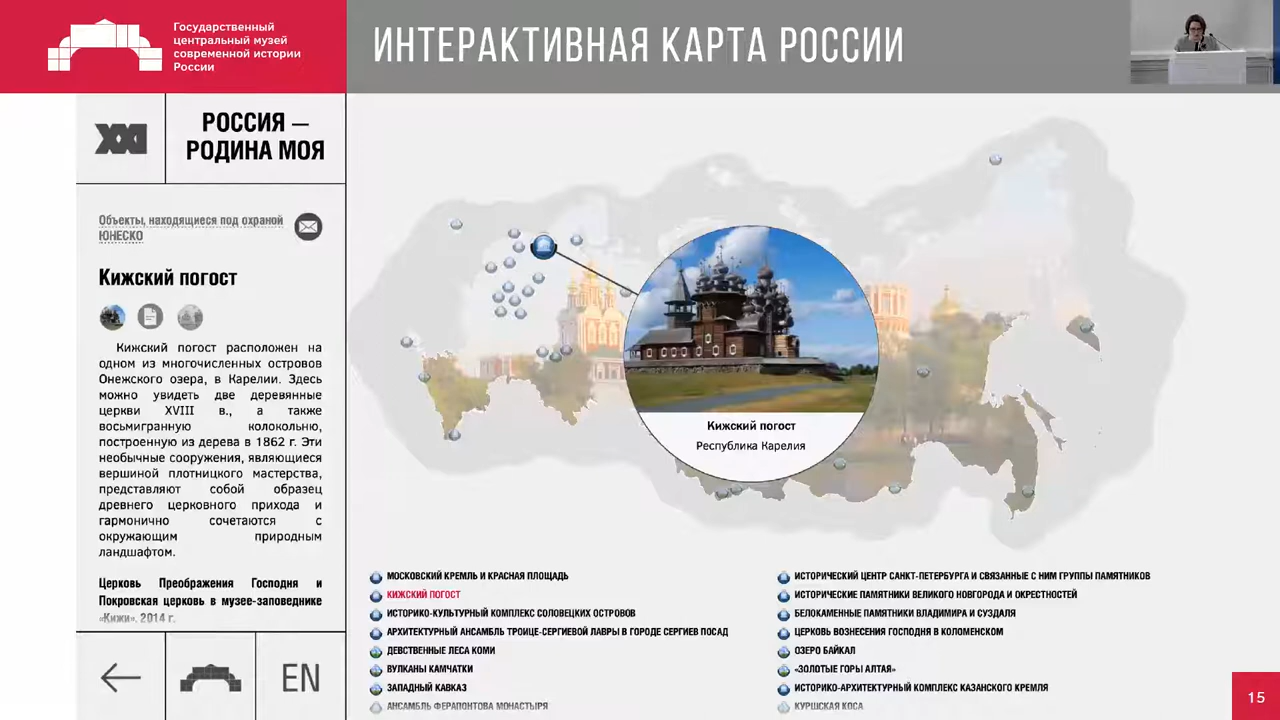 Государственный
центральный музей
современной истории
России
ИНТЕРАКТИВНАЯ КАРТА РОССИИ
XXI
РОССИЯ —
РОДИНА МОЯ
Объекты, находящиеся под охраной
ЮНЕСКО
Кижский погост
Кижский погост расположен на
одном из многочисленных островов
Онежского озера, в Карелии. Здесь
можно увидеть две деревянные
церкви XVIII в., а также
восьмигранную колокольню,
построенную из дерева в 1862 г. Эти
необычные сооружения, являющиеся
вершиной плотницкого мастерства,
представляют собой образец
древнего церковного прихода и
гармонично сочетаются с
окружающим природным
ландшафтом.
Церковь Преображения Господня и
Покровская церковь в музее-заповеднике
«Кижи». 2014 г.
EN
Кижский погост
Республика Карелия
МОСКОВСКИЙ КРЕМЛЬ И КРАСНАЯ ПЛОЩАДЬ
КИЖСКИЙ ПОГОСТ
ИСТОРИКО-КУЛЬТУРНЫЙ КОМПЛЕКС СОЛОВЕЦКИХ ОСТРОВОВ
АРХИТЕКТУРНЫЙ АНСАМБЛЬ ТРОИЦЕ-СЕРГИЕВОЙ ЛАВРЫ В ГОРОДЕ СЕРГИЕВ ПОСАД
ДЕВСТВЕННЫЕ ЛЕСА КОМИ
ВУЛКАНЫ КАМЧАТКИ
ЗАПАДНЫЙ КАВКАЗ
АНСАМБЛЬ ФЕРАПОНТОВА МОНАСТЫРЯ
ИСТОРИЧЕСКИЙ ЦЕНТР САНКТ-ПЕТЕРБУРГА И СВЯЗАННЫЕ С НИМ ГРУППЫ ПАМЯТНИКОВ
ИСТОРИЧЕСКИЕ ПАМЯТНИКИ ВЕЛИКОГО НОВГОРОДА И ОКРЕСТНОСТЕЙ
БЕЛОКАМЕННЫЕ ПАМЯТНИКИ ВЛАДИМИРА И СУЗДАЛЯ
ЦЕРКОВЬ ВОЗНЕСЕНИЯ ГОСПОДНЯ В КОЛОМЕНСКОМ
ОЗЕРО БАЙКАЛ
«ЗОЛОТЫЕ ГОРЫ АЛТАЯ»
ИСТОРИКО-АРХИТЕКТУРНЫЙ КОМПЛЕКС КАЗАНСКОГО КРЕМЛЯ
КУРШСКАЯ КОСА
15